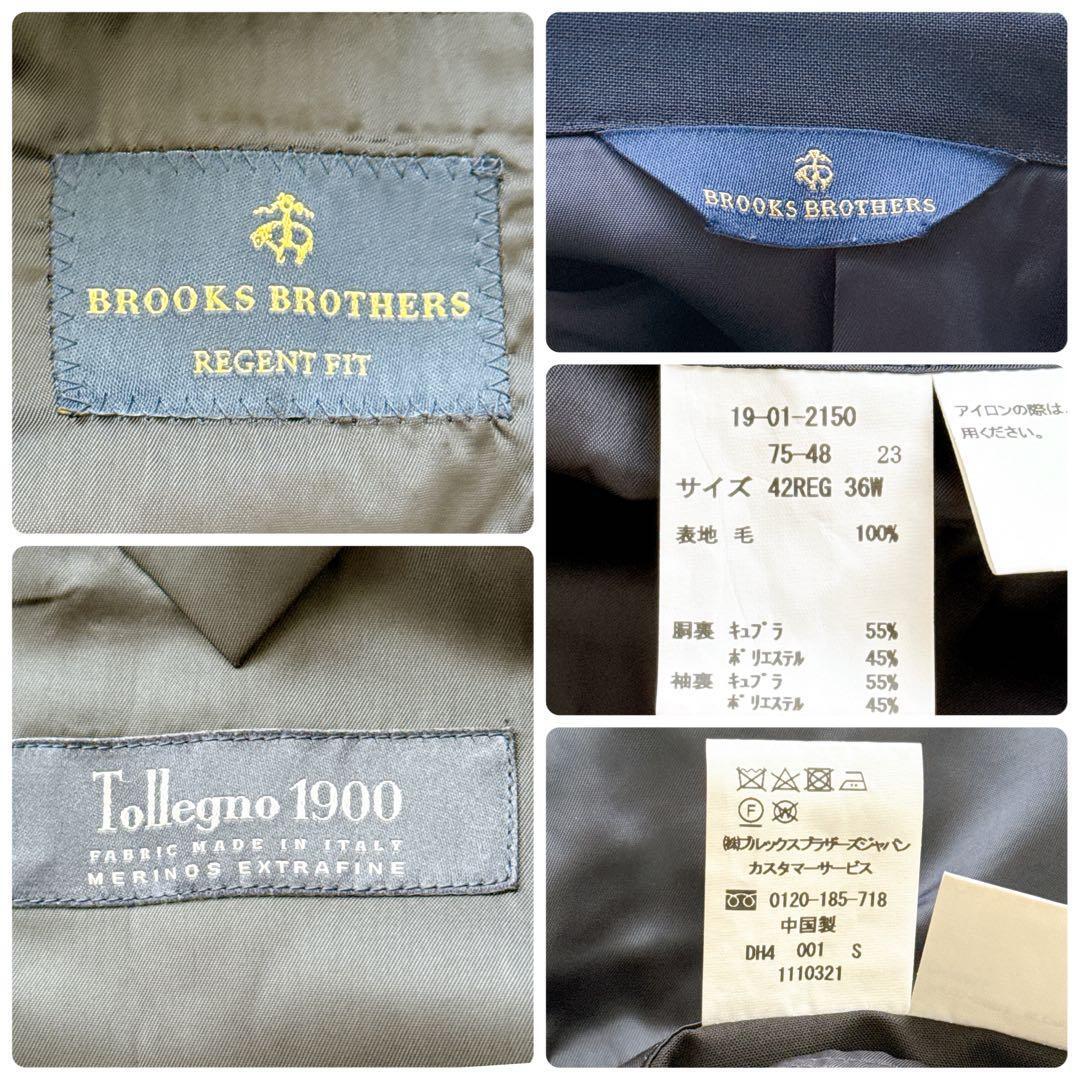 BROOKS BROTHERS
REGENT FIT
BROOKS BROTHERS
19-01-2150
75-48 23
サイズ 42REG 36W
表地 毛 100%
胴裏 キュプラ 55%
ポリエステル 45%
袖裏 キュプラ 55%
ポリエステル 45%
アイロンの際は、
用ください。
Tollegno 1900
FABRIC MADE IN ITALY
MERINOS EXTRAFINE
F W
㈱ブルックスブラザーズジャパン
カスタマーサービス
0120-185-718
中国製
DH4 001 S
1110321